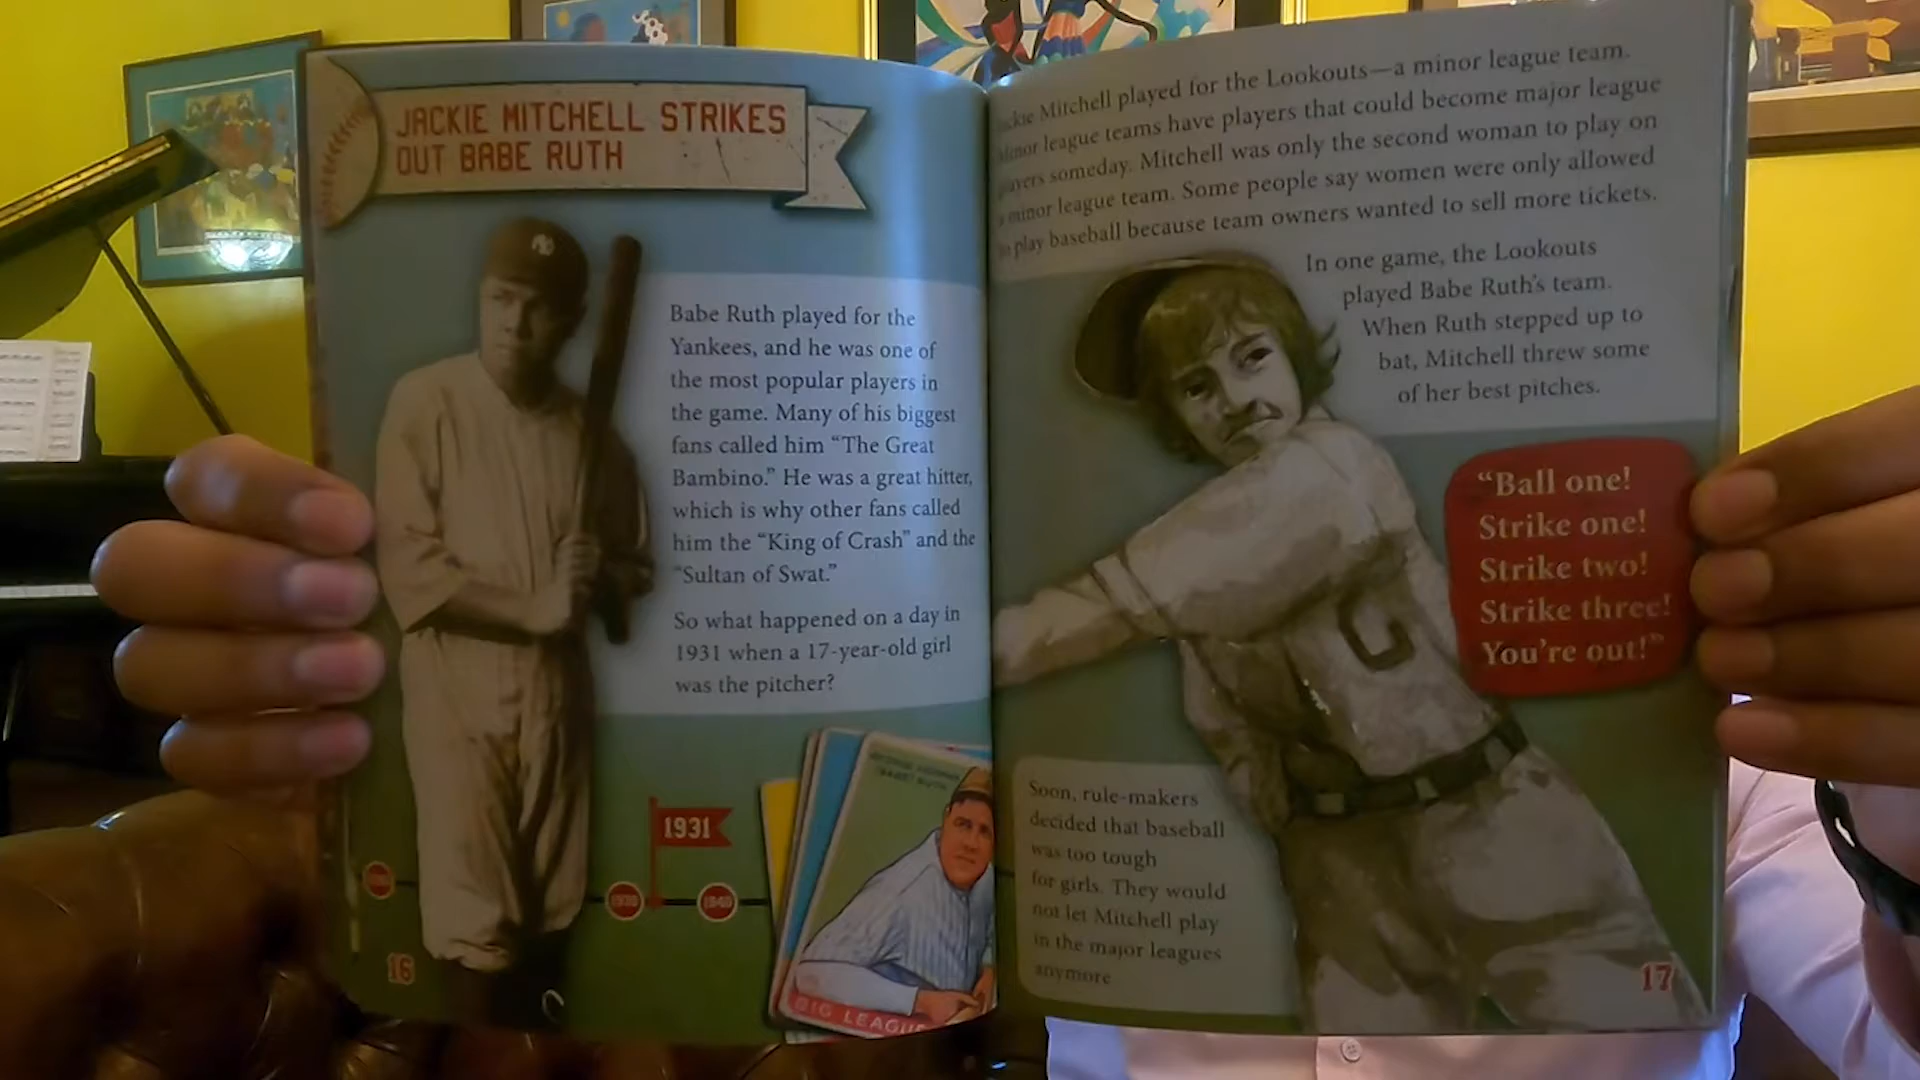 JACKIE MITCHELL STRIKES
OUT BABE RUTH
Babe Ruth played for the
Yankees, and he was one of
the most popular players in
the game. Many of his biggest
fans called him “The Great
Bambino.” He was a great hitter,
which is why other fans called
him the “King of Crash” and the
“Sultan of Swat.”
So what happened on a day in
1931 when a 17-year-old girl
was the pitcher?
1931
1930
1940
BIG LEAGU
16
Mitchell played for the Lookouts—a minor league team.
league teams have players that could become major league
someday. Mitchell was only the second woman to play on
minor league team. Some people say women were only allowed
play baseball because team owners wanted to sell more tickets.
In one game, the Lookouts
played Babe Ruth’s team.
When Ruth stepped up to
bat, Mitchell threw some
of her best pitches.
“Ball one!
Strike one!
Strike two!
Strike three!
You’re out!”
C
Soon, rule-makers
decided that baseball
was too tough
for girls. They would
not let Mitchell play
in the major leagues
anymore
17